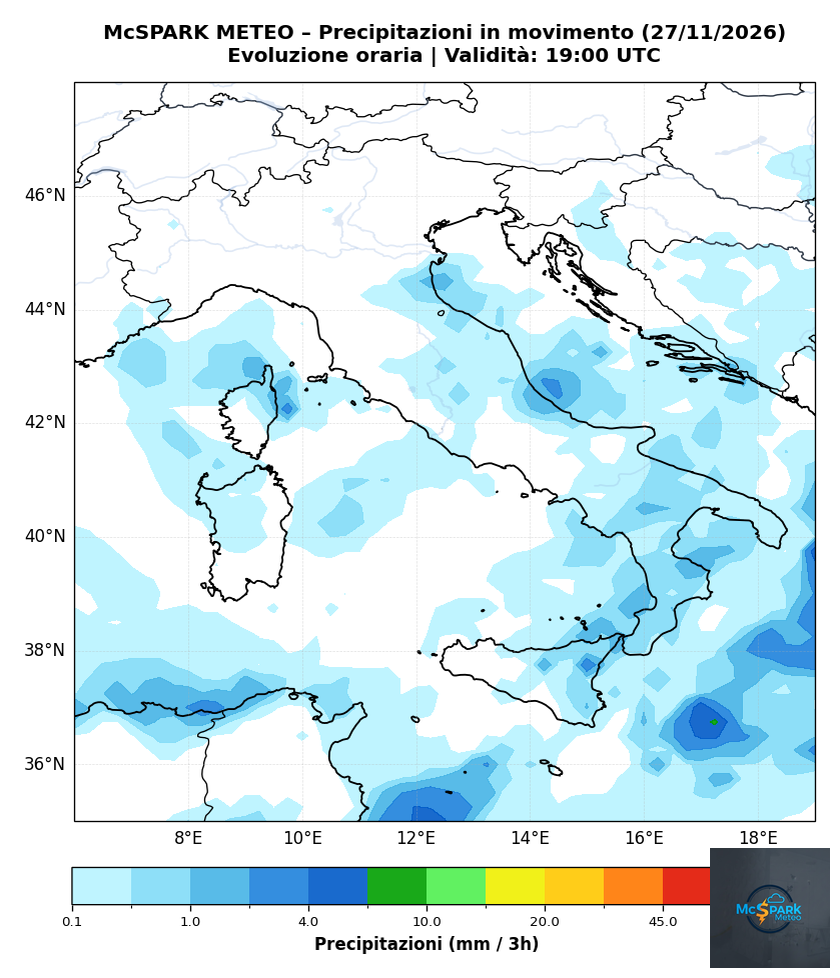 McSPARK METEO – Precipitazioni in movimento (27/11/2026)
Evoluzione oraria | Validità: 19:00 UTC
46°N
44°N
42°N
40°N
38°N
36°N
8°E 10°E 12°E 14°E 16°E 18°E
0.1 1.0 4.0 10.0 20.0 45.0
Precipitazioni (mm / 3h)
McSPARK
Meteo